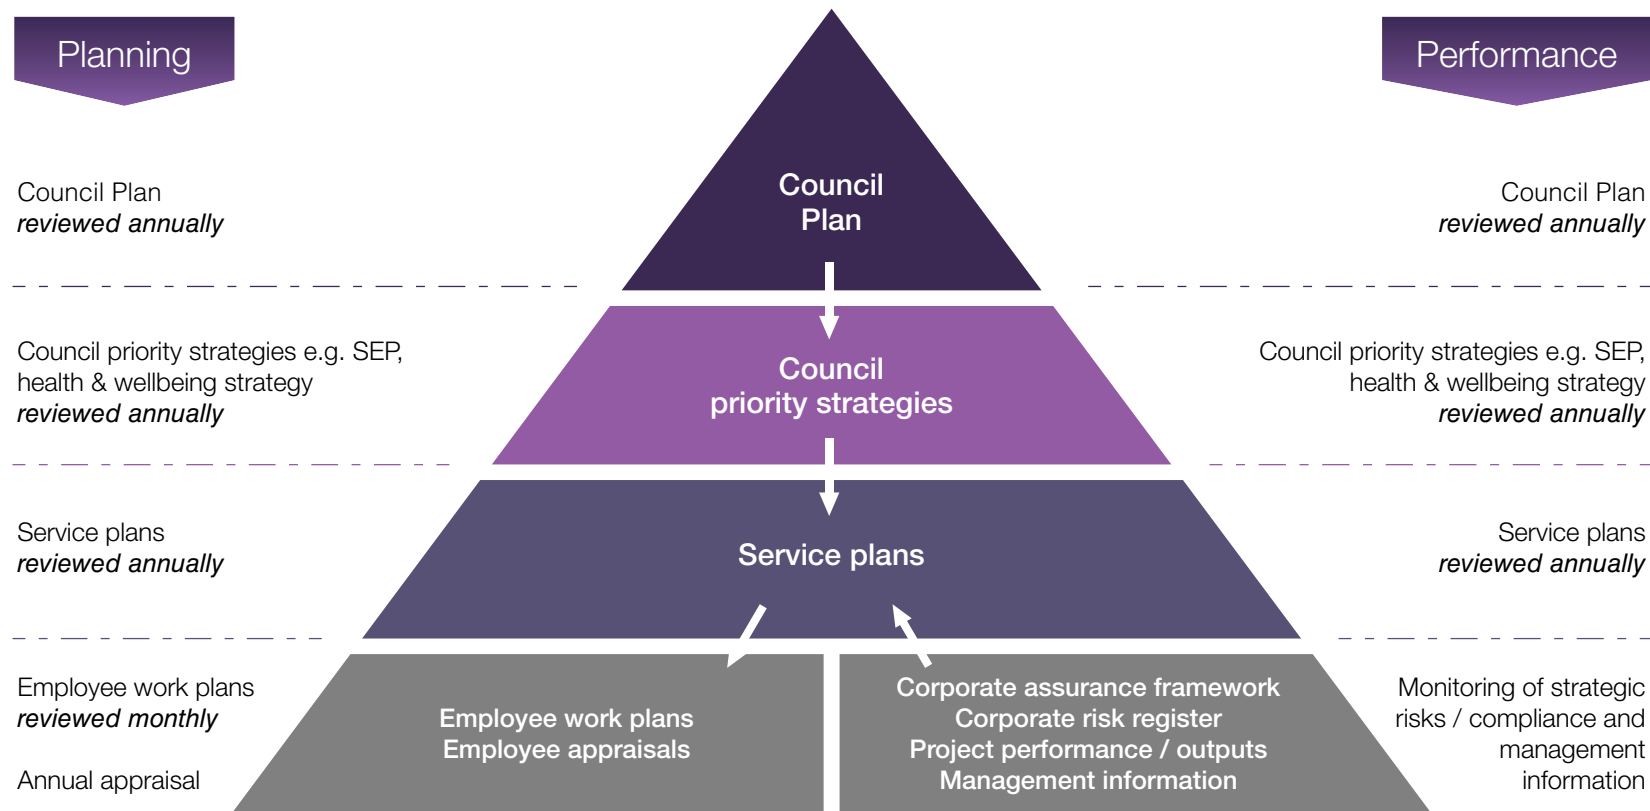 Planning
Performance
Council Plan
reviewed annually
Council
Plan
Council Plan
reviewed annually
Council priority strategies e.g. SEP,
health & wellbeing strategy
reviewed annually
Council
priority strategies
Council priority strategies e.g. SEP,
health & wellbeing strategy
reviewed annually
Service plans
reviewed annually
Service plans
Service plans
reviewed annually
Employee work plans
reviewed monthly
Annual appraisal
Employee work plans
Employee appraisals
Corporate assurance framework
Corporate risk register
Project performance / outputs
Management information
Monitoring of strategic
risks / compliance and
management
information